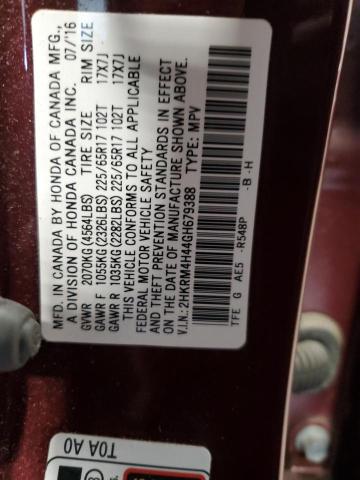 MFD. IN CANADA BY HONDA OF CANADA MFG.,
A DIVISION OF HONDA CANADA INC. 07/'16
GVWR 2070KG(4564LBS) TIRE SIZE RIM SIZE
GAWR F 1055KG(2326LBS) 225/65R17 102T 17X7J
GAWR R 1035KG(2282LBS) 225/65R17 102T 17X7J
THIS VEHICLE CONFORMS TO ALL APPLICABLE
FEDERAL MOTOR VEHICLE SAFETY
AND THEFT PREVENTION STANDARDS IN EFFECT
ON THE DATE OF MANUFACTURE SHOWN ABOVE.
V.I.N.: 2HKRM4H44GH679388 TYPE: MPV
TFE G AE5 -R548P -B -H
T0A A0